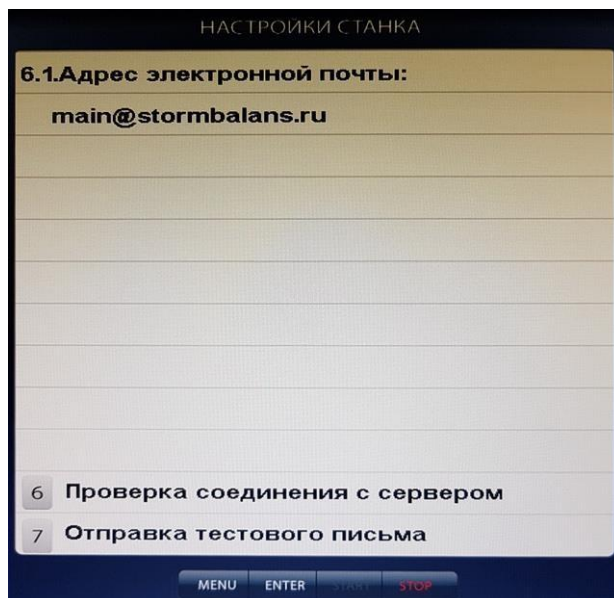 НАСТРОЙКИ СТАНКА
6.1.Адрес электронной почты:
main@stormbalans.ru
6 Проверка соединения с сервером
7 Отправка тестового письма
MENU ENTER START STOP